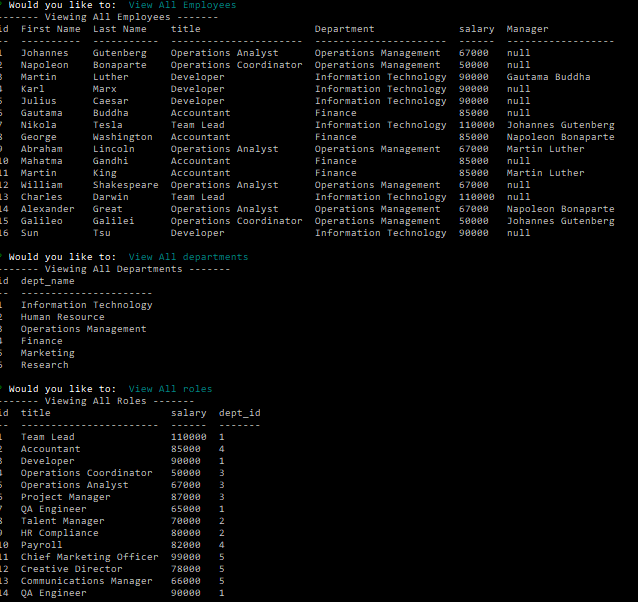 ? Would you like to:  View All Employees
------- Viewing All Employees -------
id  First Name  Last Name    title                   Department              salary  Manager
--  ----------  -----------  ----------------------  ----------------------  ------  ------------------
1   Johannes    Gutenberg    Operations Analyst      Operations Management   67000   null
2   Napoleon    Bonaparte    Operations Coordinator  Operations Management   50000   null
3   Martin      Luther       Developer               Information Technology  90000   Gautama Buddha
4   Karl        Marx         Developer               Information Technology  90000   null
5   Julius      Caesar       Developer               Information Technology  90000   null
6   Gautama     Buddha       Accountant              Finance                 85000   null
7   Nikola      Tesla        Team Lead               Information Technology  110000  Johannes Gutenberg
8   George      Washington   Accountant              Finance                 85000   Napoleon Bonaparte
9   Abraham     Lincoln      Operations Analyst      Operations Management   67000   Martin Luther
10  Mahatma     Gandhi       Accountant              Finance                 85000   null
11  Martin      King         Accountant              Finance                 85000   Martin Luther
12  William     Shakespeare  Operations Analyst      Operations Management   67000   null
13  Charles     Darwin       Team Lead               Information Technology  110000  null
14  Alexander   Great        Operations Analyst      Operations Management   67000   Napoleon Bonaparte
15  Galileo     Galilei      Operations Coordinator  Operations Management   50000   Johannes Gutenberg
16  Sun         Tsu          Developer               Information Technology  90000   null
? Would you like to:  View All departments
------- Viewing All Departments -------
id  dept_name
--  ----------------------
1   Information Technology
2   Human Resource
3   Operations Management
4   Finance
5   Marketing
6   Research
? Would you like to:  View All roles
------- Viewing All Roles -------
id  title                    salary  dept_id
--  -----------------------  ------  -------
1   Team Lead                110000  1
2   Accountant               85000   4
3   Developer                90000   1
4   Operations Coordinator   50000   3
5   Operations Analyst       67000   3
6   Project Manager          87000   3
7   QA Engineer              65000   1
8   Talent Manager           70000   2
9   HR Compliance            80000   2
10  Payroll                  82000   4
11  Chief Marketing Officer  99000   5
12  Creative Director        78000   5
13  Communications Manager   66000   5
14  QA Engineer              90000   1